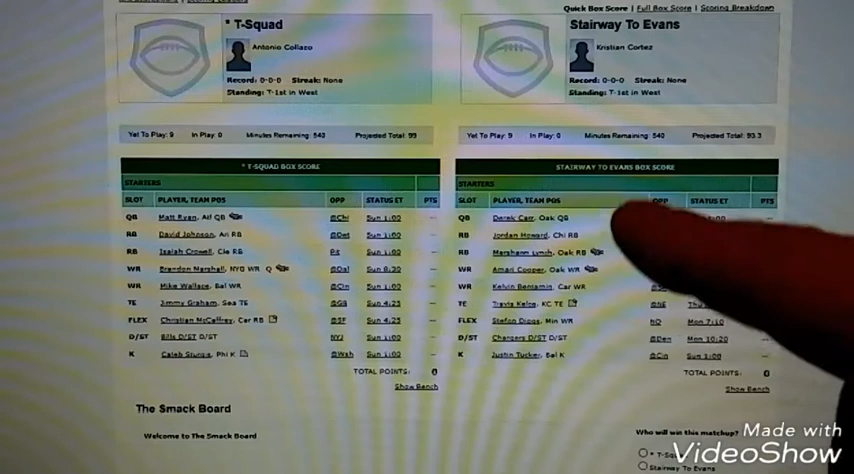 Quick Box Score | Full Box Score | Scoring Breakdown
* T-Squad
Antonio Collazo
Record: 0-0-0 Streak: None
Standing: T-1st in West
Stairway To Evans
Kristian Cortez
Record: 0-0-0 Streak: None
Standing: T-1st in West
Yet To Play: 9 In Play: 0 Minutes Remaining: 540 Projected Total: 99
Yet To Play: 9 In Play: 0 Minutes Remaining: 540 Projected Total: 93.3
* T-SQUAD BOX SCORE
STARTERS
SLOT PLAYER, TEAM POS OPP STATUS ET PTS
QB Matt Ryan, Atl QB @Chi Sun 1:00 --
RB David Johnson, Ari RB @Det Sun 1:00 --
RB Isaiah Crowell, Cle RB Pit Sun 1:00 --
WR Brandon Marshall, NYG WR Q @Dal Sun 8:30 --
WR Mike Wallace, Bal WR @Cin Sun 1:00 --
TE Jimmy Graham, Sea TE @GB Sun 4:25 --
FLEX Christian McCaffrey, Car RB @SF Sun 4:25 --
D/ST Bills D/ST D/ST NYJ Sun 1:00 --
K Caleb Sturgis, Phi K @Wsh Sun 1:00 --
TOTAL POINTS: 0
Show Bench
STAIRWAY TO EVANS BOX SCORE
STARTERS
SLOT PLAYER, TEAM POS OPP STATUS ET PTS
QB Derek Carr, Oak QB
RB Jordan Howard, Chi RB
RB Marshawn Lynch, Oak RB
WR Amari Cooper, Oak WR
WR Kelvin Benjamin, Car WR
TE Travis Kelce, KC TE @NE
FLEX Stefon Diggs, Min WR NO Mon 7:10
D/ST Chargers D/ST D/ST @Den Mon 10:20
K Justin Tucker, Bal K @Cin Sun 1:00
TOTAL POINTS: 0
Show Bench
The Smack Board
Welcome to The Smack Board
Who will win this matchup?
* T-Squ
Stairway To Evans
Made with
VideoShow